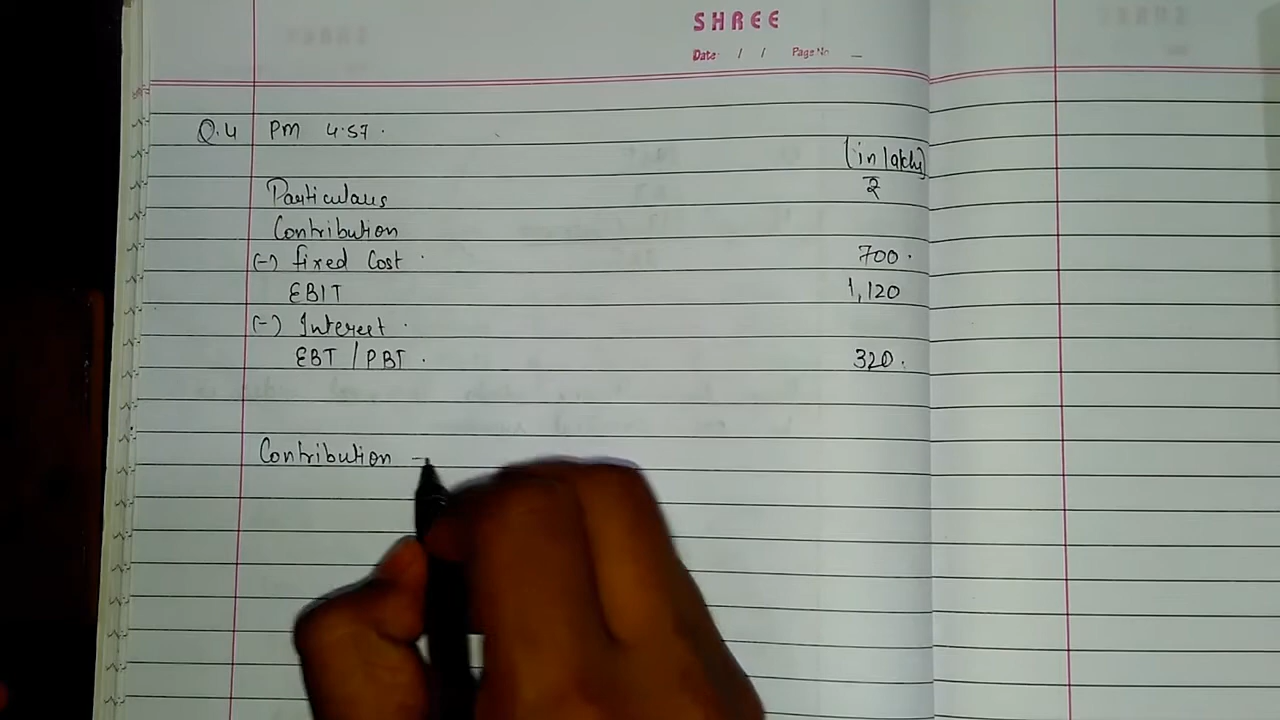 SHREE
Date / / Page No
Q.4 PM 4.57.
(in lakhs)
Particulars ₹
Contribution
(-) fixed Cost 700.
EBIT 1,120
(-) Interest.
EBT / PBT. 320.
Contribution -